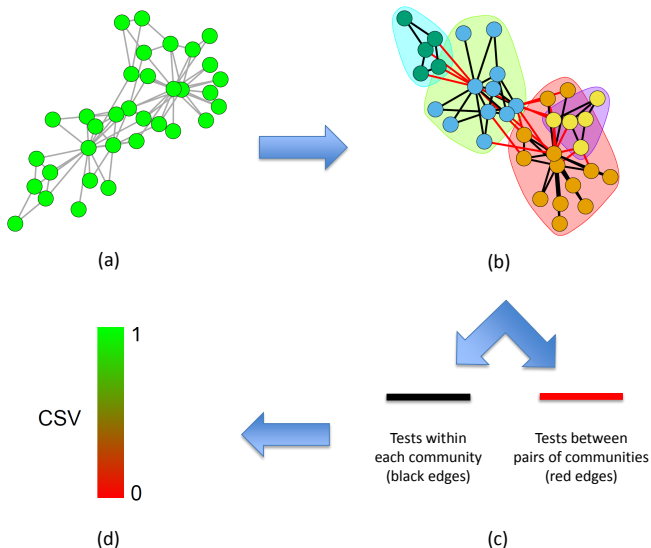 (a)
(b)
1
CSV
0
Tests within
each community
(black edges)
Tests between
pairs of communities
(red edges)
(d)
(c)